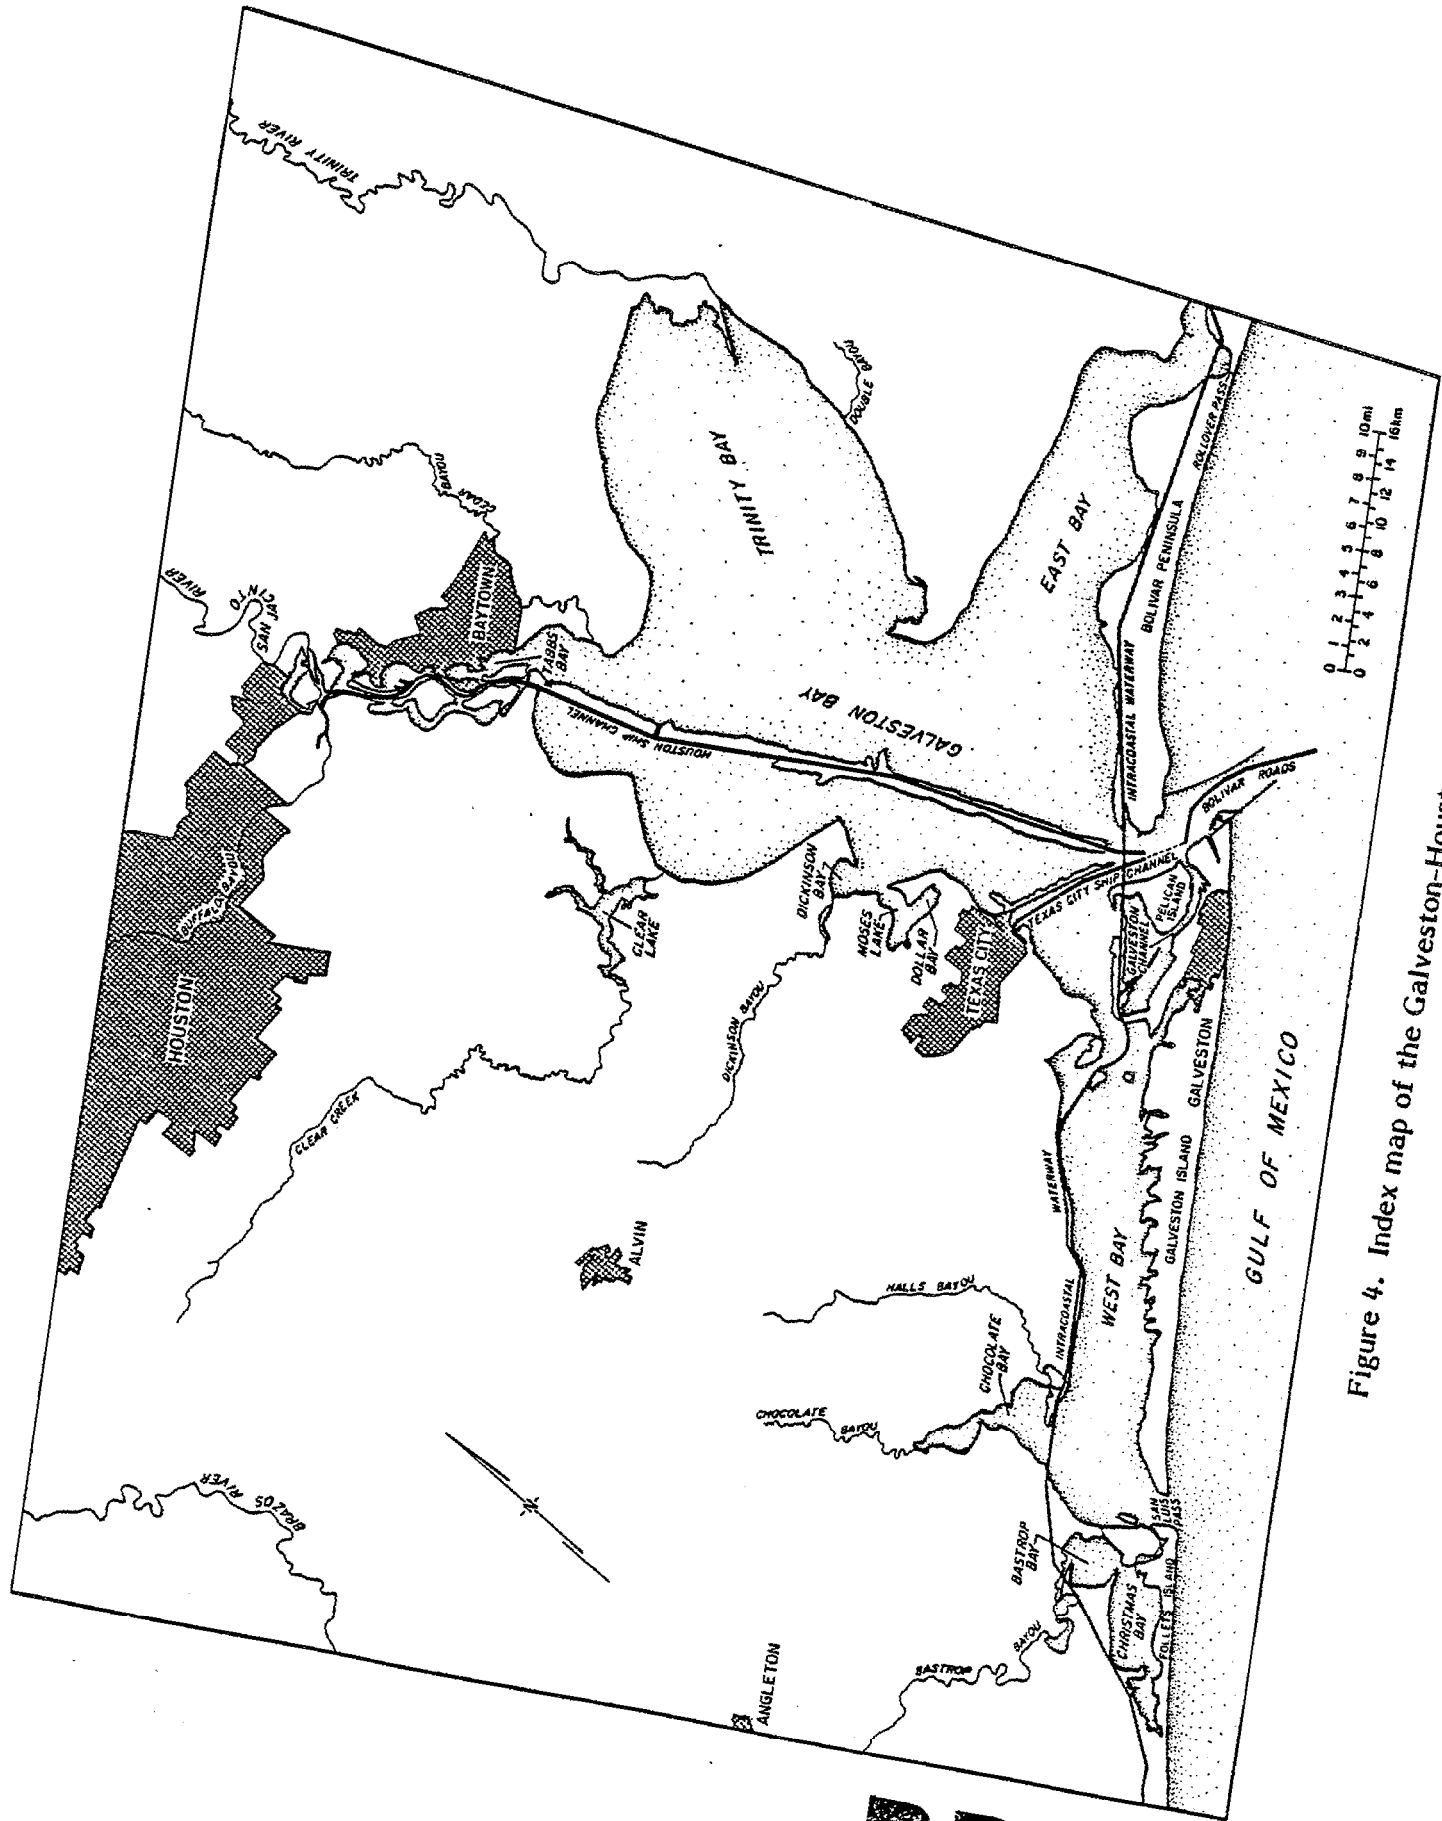 TRINITY RIVER
SAN JACINTO
RIVER
CEDAR
BAYOU
HOUSTON
BUFFALO BAYOU
BAYTOWN
TABBS
BAY
HOUSTON SHIP CHANNEL
TRINITY BAY
DOUBLE BAYOU
GALVESTON BAY
EAST BAY
CLEAR CREEK
CLEAR
LAKE
DICKINSON
BAY
DICKINSON BAYOU
MOSES
LAKE
DOLLAR
BAY
TEXAS CITY
TEXAS CITY SHIP CHANNEL
GALVESTON
CHANNEL
PELICAN
ISLAND
BOLIVAR ROADS
INTRACOASTAL WATERWAY
BOLIVAR PENINSULA
ROLLOVER PASS
ALVIN
BRAZOS
RIVER
N
HALLS BAYOU
CHOCOLATE
BAYOU
CHOCOLATE
BAY
INTRACOASTAL
WATERWAY
WEST BAY
GALVESTON
GALVESTON ISLAND
GULF OF MEXICO
SAN
LUIS
PASS
BASTROP
BAY
BASTROP
BAYOU
CHRISTMAS
BAY
FOLLETS ISLAND
ANGLETON
0 1 2 3 4 5 6 7 8 9 10mi
0 2 4 6 8 10 12 14 16km
Figure 4. Index map of the Galveston-Houst